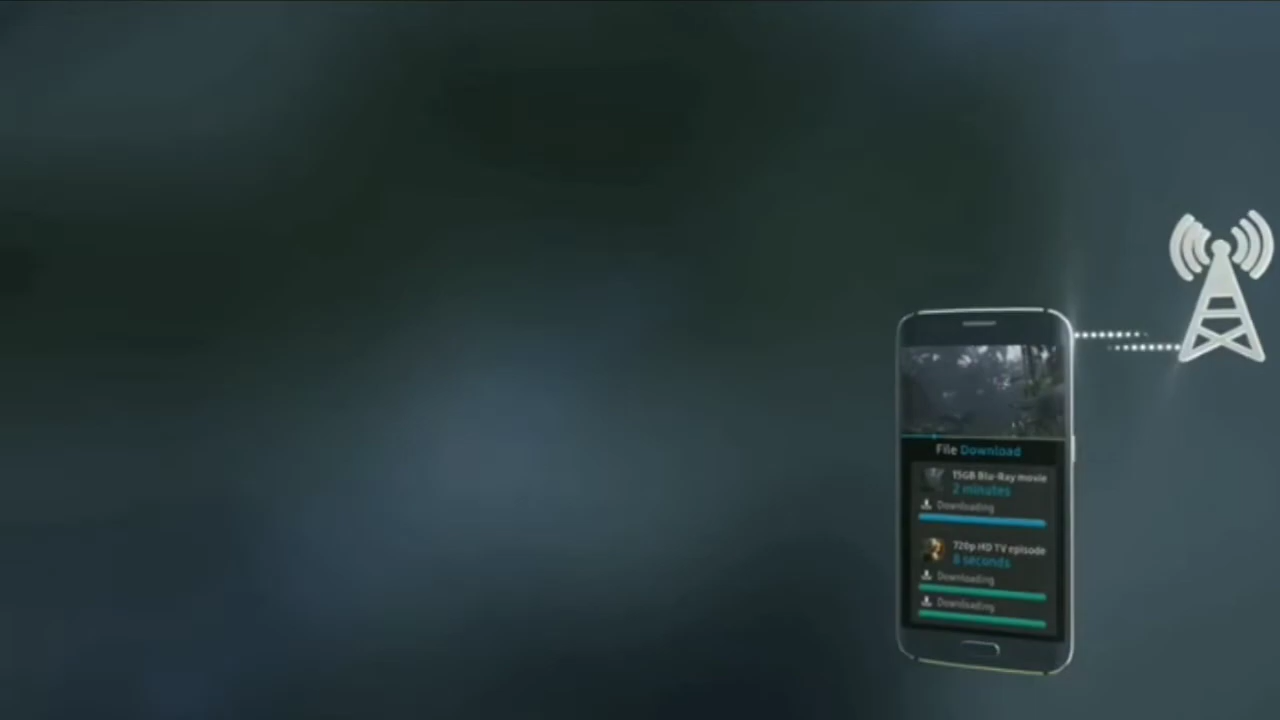 File Download
15GB Blu-Ray movie
2 minutes
Downloading
720p HD TV episode
8 seconds
Downloading
Downloading